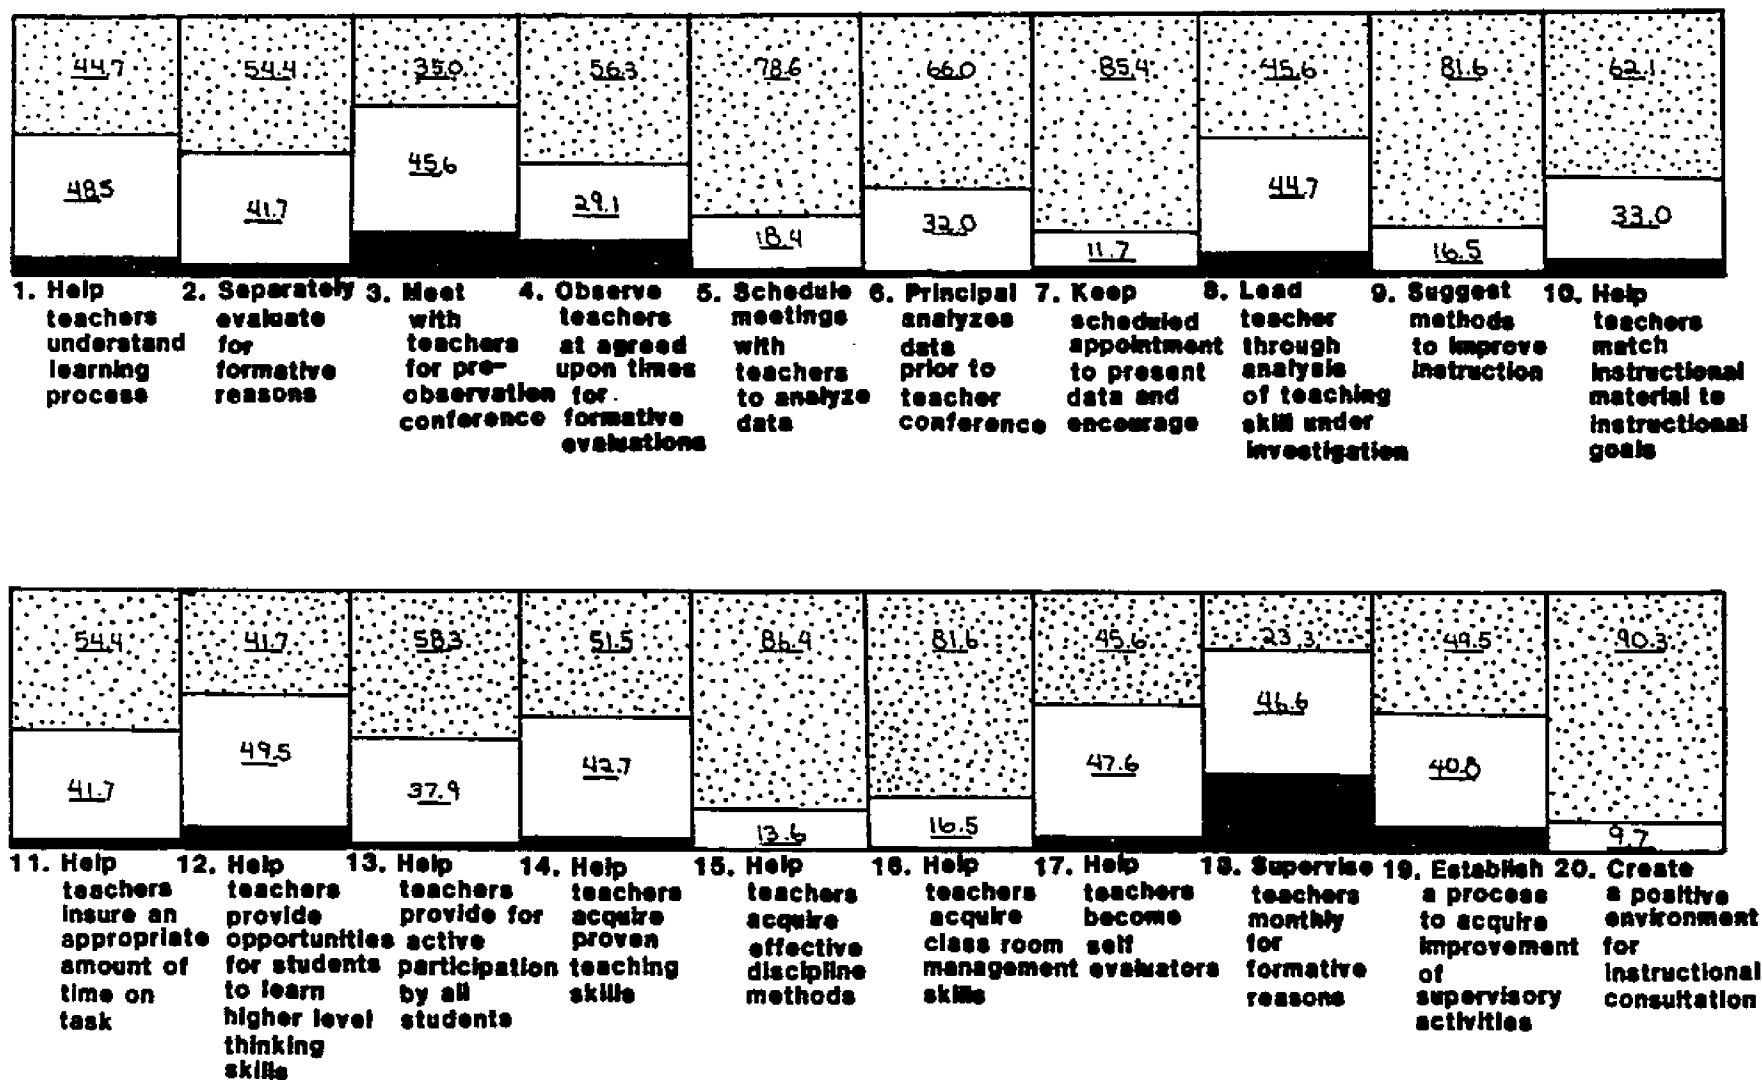 44.7 54.4 35.0 56.3 78.6 66.0 85.4 45.6 81.6 62.1
48.5 41.7 45.6 29.1 18.4 32.0 11.7 44.7 16.5 33.0
1. Help
teachers
understand
learning
process
2. Separately
evaluate
for
formative
reasons
3. Meet
with
teachers
for pre-
observation
conference
4. Observe
teachers
at agreed
upon times
for
formative
evaluations
5. Schedule
meetings
with
teachers
to analyze
data
6. Principal
analyzes
data
prior to
teacher
conference
7. Keep
scheduled
appointment
to present
data and
encourage
8. Lead
teacher
through
analysis
of teaching
skill under
investigation
9. Suggest
methods
to improve
instruction
10. Help
teachers
match
instructional
material to
instructional
goals
54.4 41.7 58.3 51.5 86.4 81.6 45.6 23.3 49.5 90.3
41.7 49.5 37.9 42.7 13.6 16.5 47.6 46.6 40.8 9.7
11. Help
teachers
insure an
appropriate
amount of
time on
task
12. Help
teachers
provide
opportunities
for students
to learn
higher level
thinking
skills
13. Help
teachers
provide for
active
participation
by all
students
14. Help
teachers
acquire
proven
teaching
skills
15. Help
teachers
acquire
effective
discipline
methods
16. Help
teachers
acquire
class room
management
skills
17. Help
teachers
become
self
evaluators
18. Supervise
teachers
monthly
for
formative
reasons
19. Establish
a process
to acquire
improvement
of
supervisory
activities
20. Create
a positive
environment
for
instructional
consultation